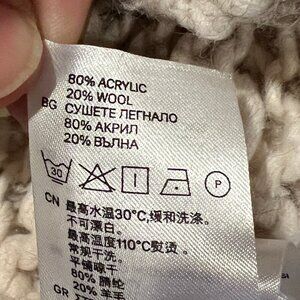 80% ACRYLIC
20% WOOL
BG СУШЕТЕ ЛЕГНАЛО
80% АКРИЛ
20% ВЪЛНА
30 P
CN 最高水温30°C,缓和洗涤.
不可漂白.
最高温度110°C熨烫.
常规干洗.
平摊晾干
80% 腈纶
20% 羊毛
GR